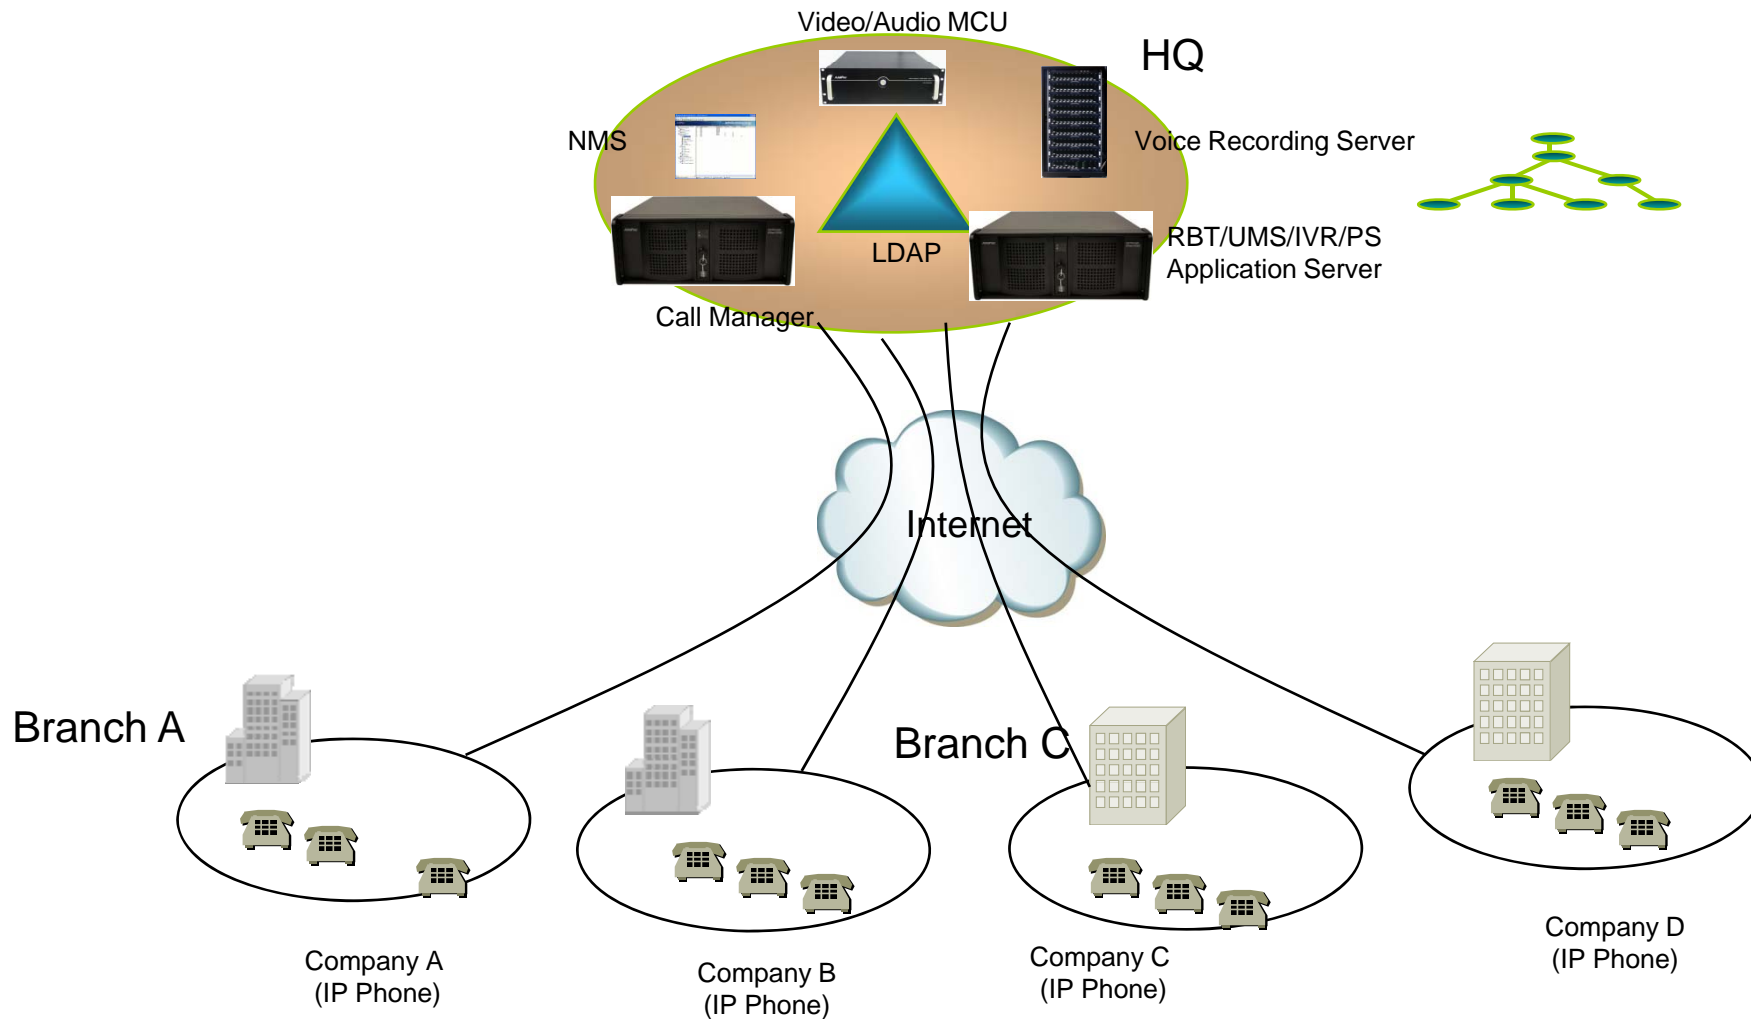 Video/Audio MCU
HQ
NMS
Voice Recording Server
LDAP
RBT/UMS/IVR/PS
Application Server
Call Manager
Internet
Branch A
Branch C
Company A
(IP Phone)
Company B
(IP Phone)
Company C
(IP Phone)
Company D
(IP Phone)